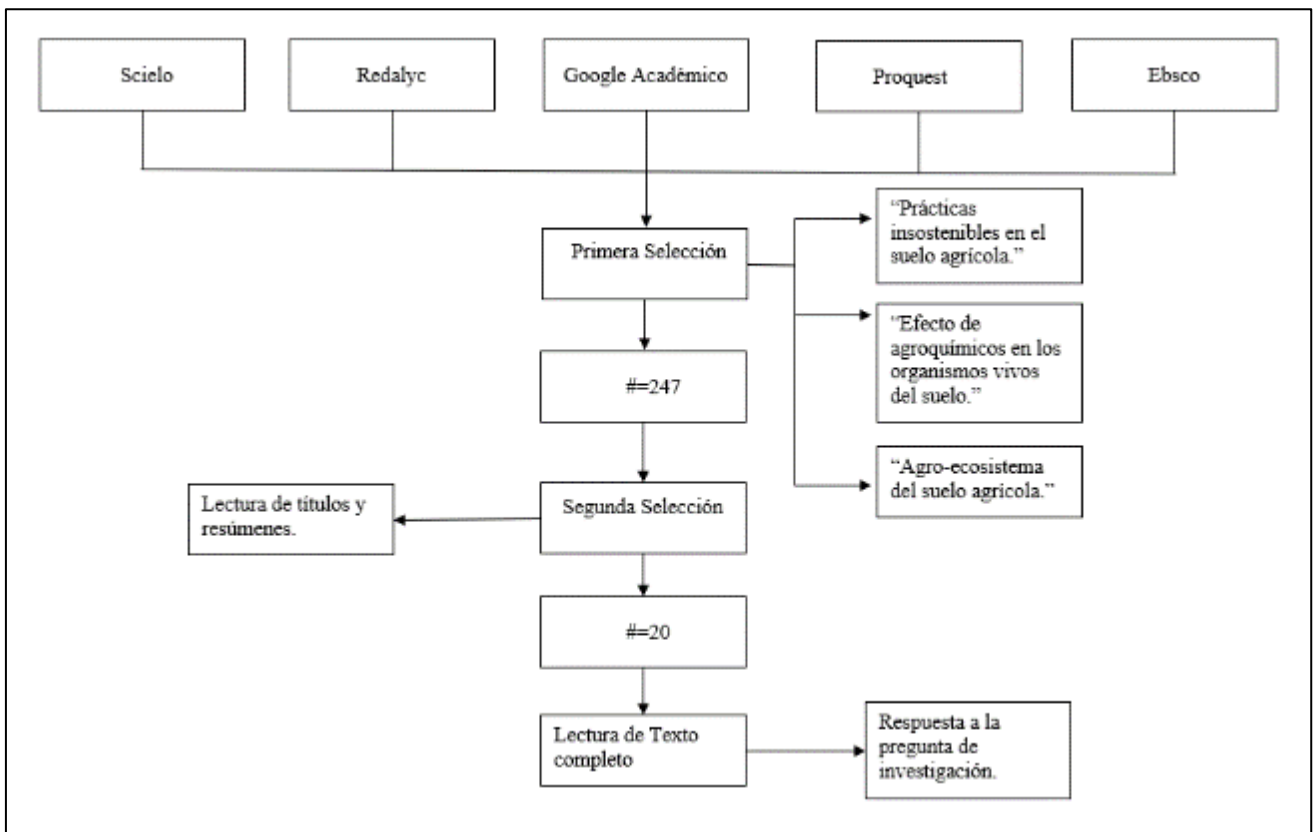 Scielo
Redalyc
Google Académico
Proquest
Ebsco
Primera Selección
“Prácticas
insostenibles en el
suelo agrícola.”
“Efecto de
agroquímicos en los
organismos vivos
del suelo.”
#=247
“Agro-ecosistema
del suelo agrícola.”
Segunda Selección
Lectura de títulos y
resúmenes.
#=20
Lectura de Texto
completo
Respuesta a la
pregunta de
investigación.